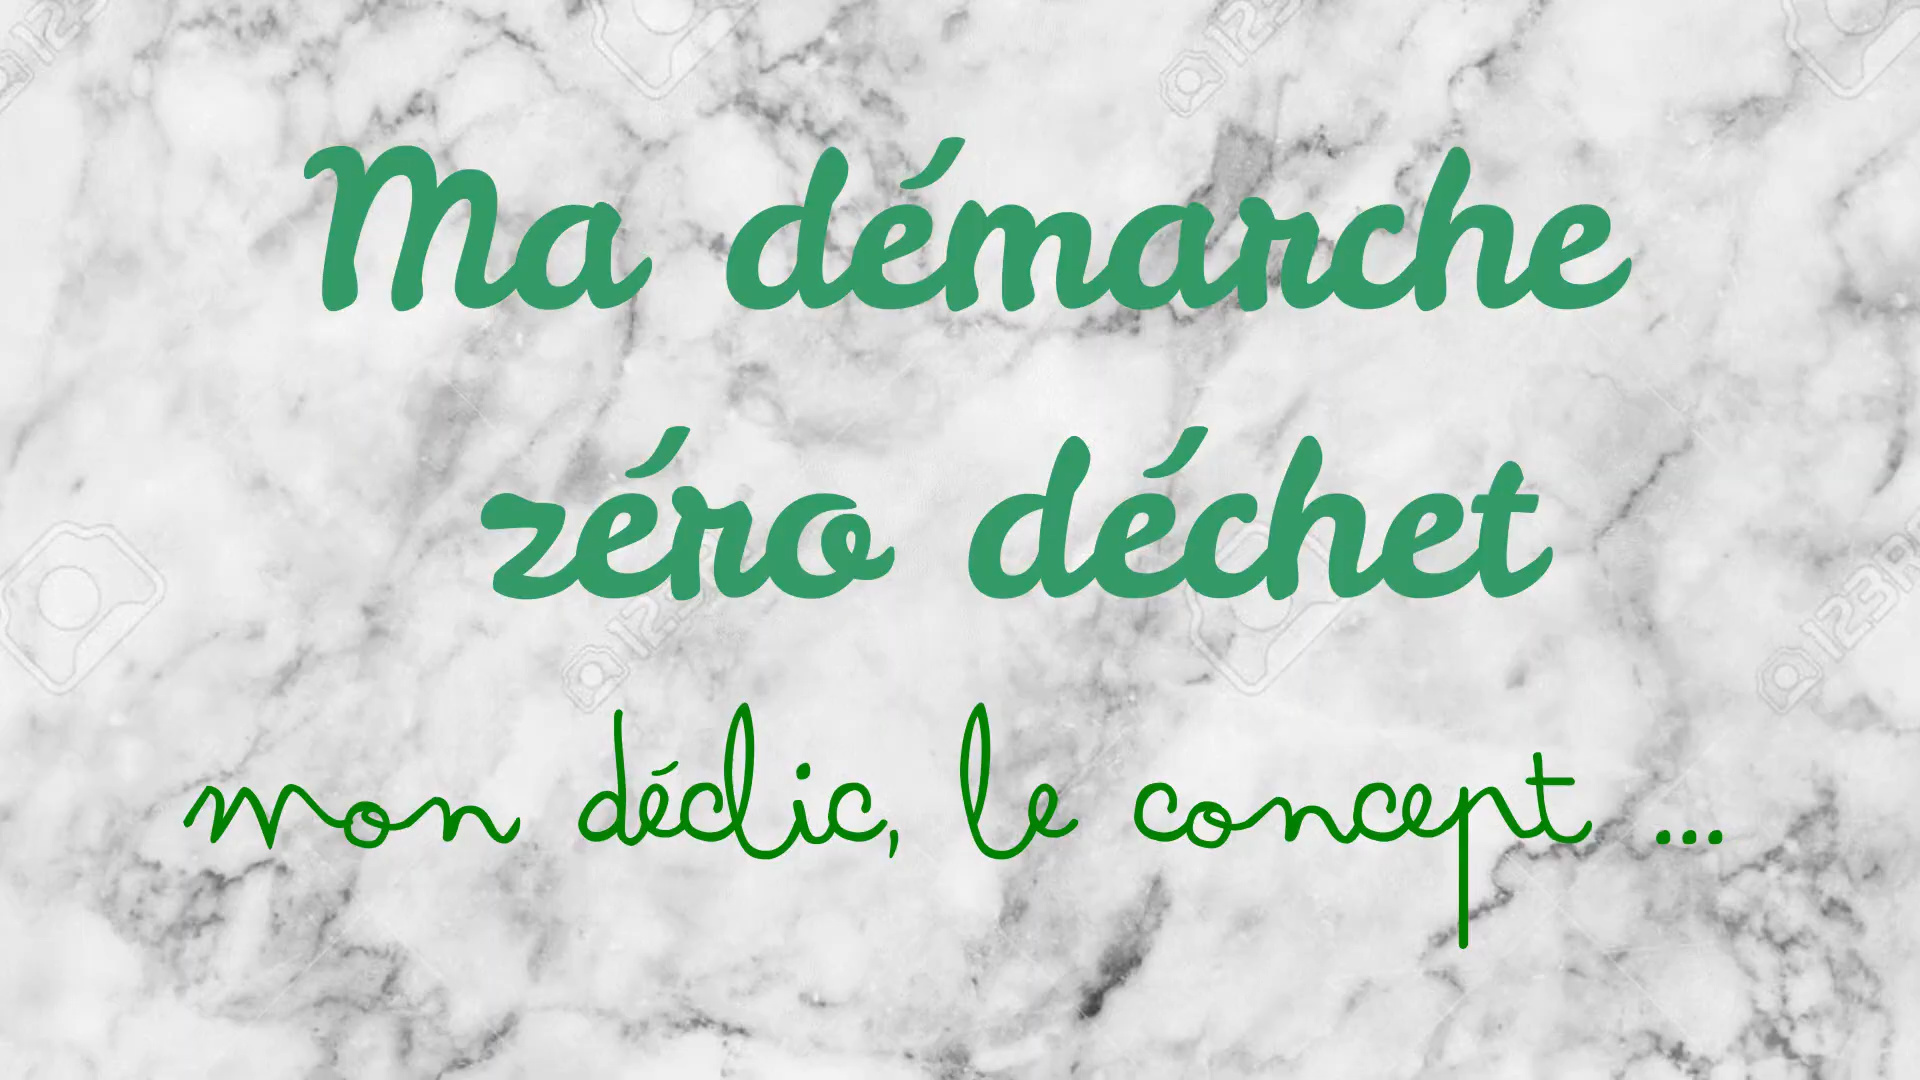 Ma démarche
zéro déchet
mon déclic, le concept ...